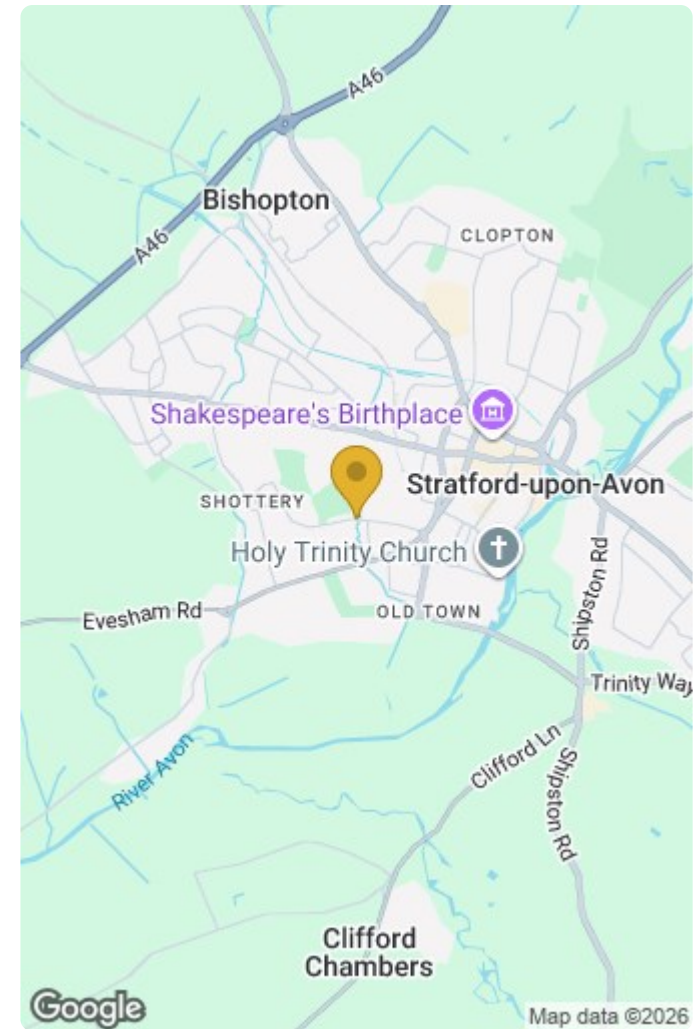 A46
Bishopton
CLOPTON
A46
Shakespeare's Birthplace
Stratford-upon-Avon
SHOTTERY
Holy Trinity Church
Evesham Rd
OLD TOWN
Shipston Rd
Trinity Way
River Avon
Clifford Ln
Shipston Rd
Clifford
Chambers
Google
Map data ©2026